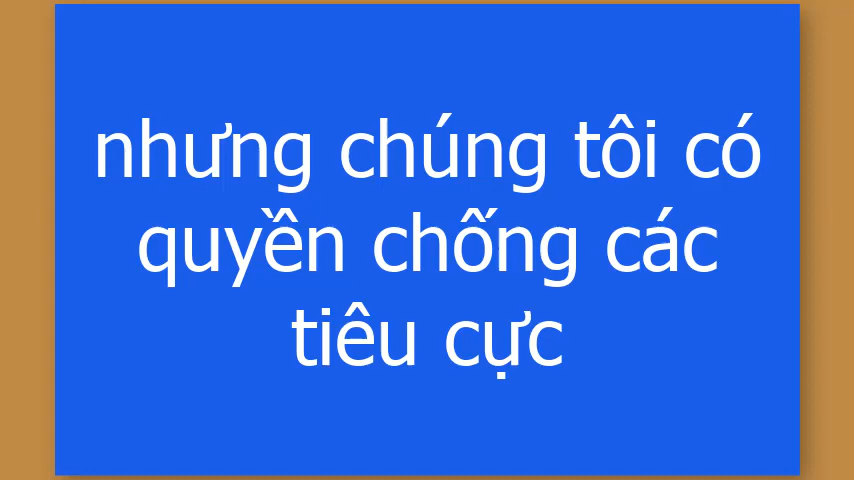 nhưng chúng tôi có
quyền chống các
tiêu cực